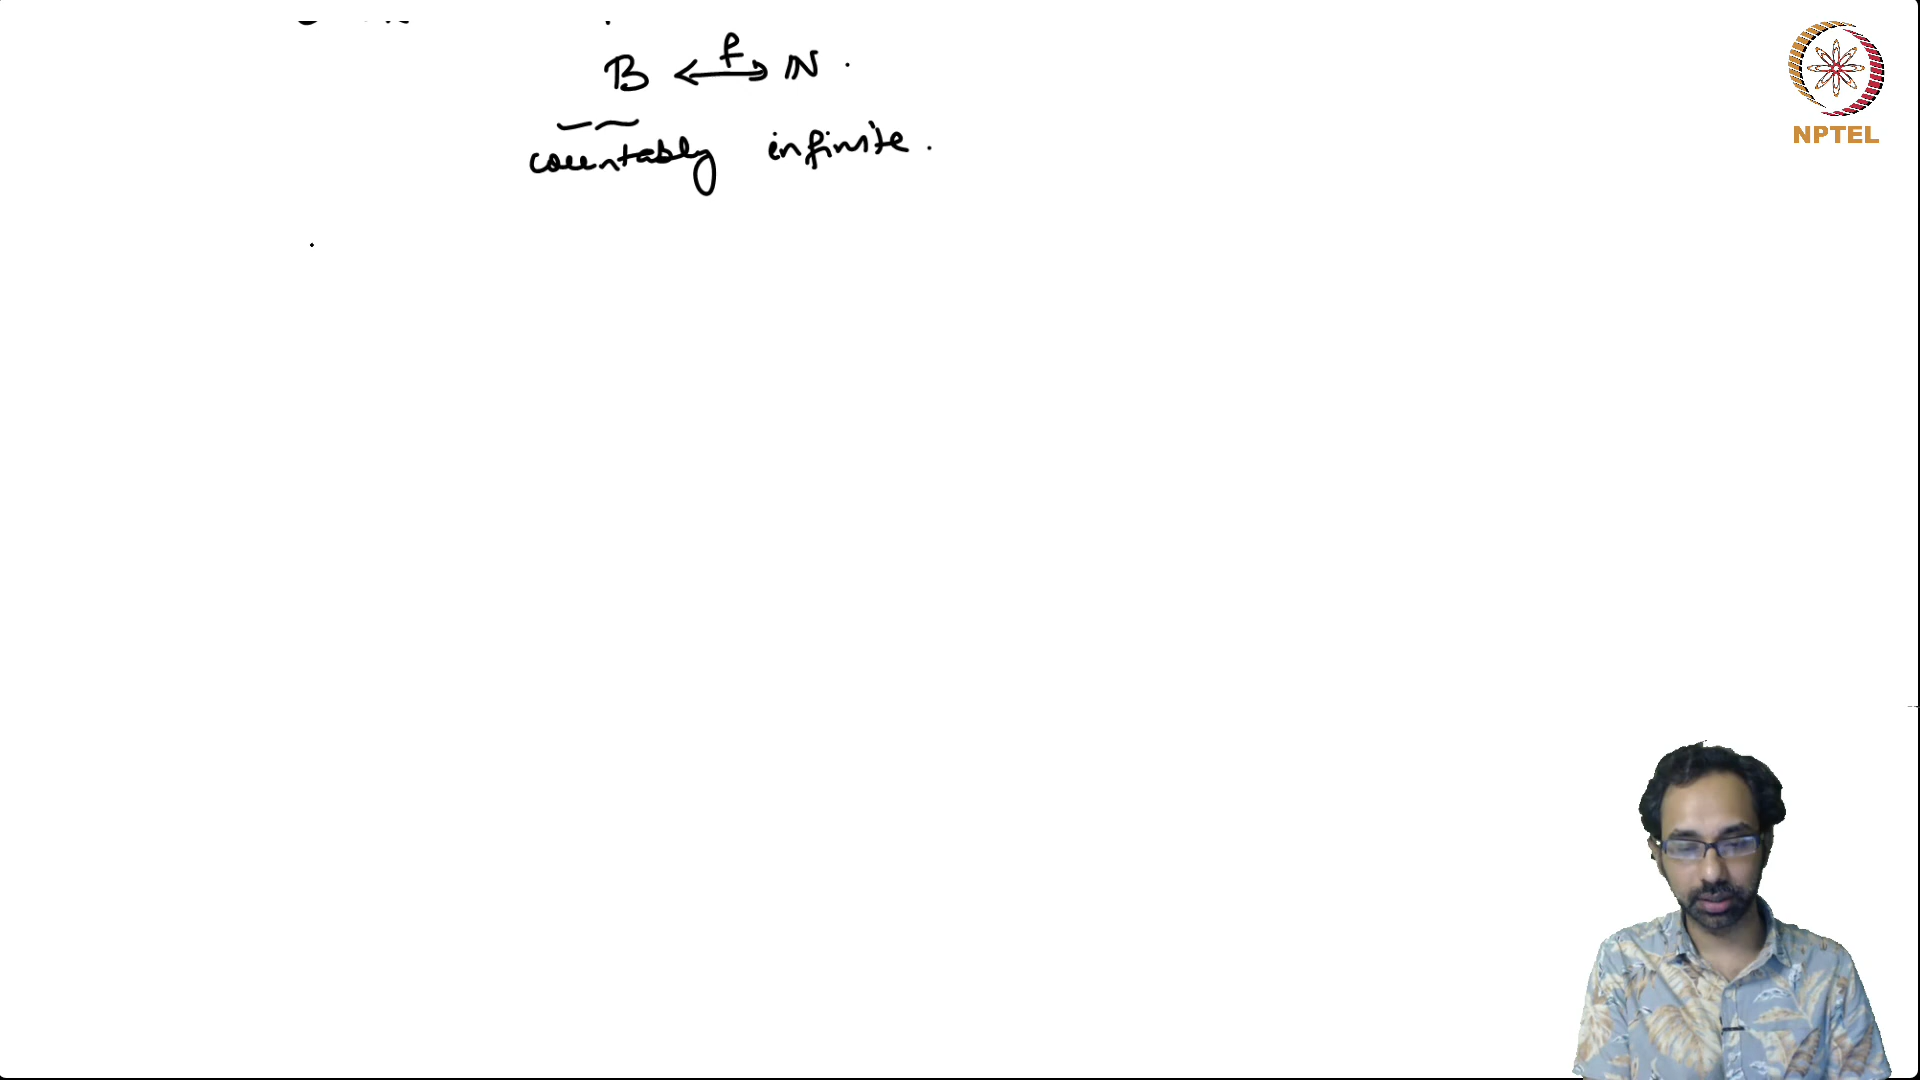 B ⟷ f ℕ .
countably infinite .
NPTEL